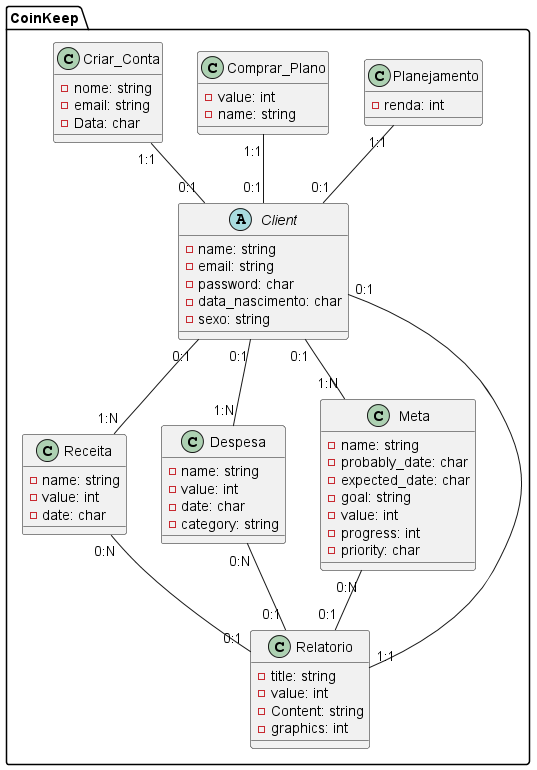 CoinKeep
C Criar_Conta
nome: string
email: string
Data: char
C Comprar_Plano
value: int
name: string
C Planejamento
renda: int
1:1
1:1
1:1
0:1
0:1
0:1
A Client
name: string
email: string
password: char
data_nascimento: char
sexo: string
0:1
0:1
0:1
0:1
1:N
1:N
1:N
C Receita
name: string
value: int
date: char
C Despesa
name: string
value: int
date: char
category: string
C Meta
name: string
probably_date: char
expected_date: char
goal: string
value: int
progress: int
priority: char
0:N
0:N
0:N
0:1
0:1
0:1
1:1
C Relatorio
title: string
value: int
Content: string
graphics: int